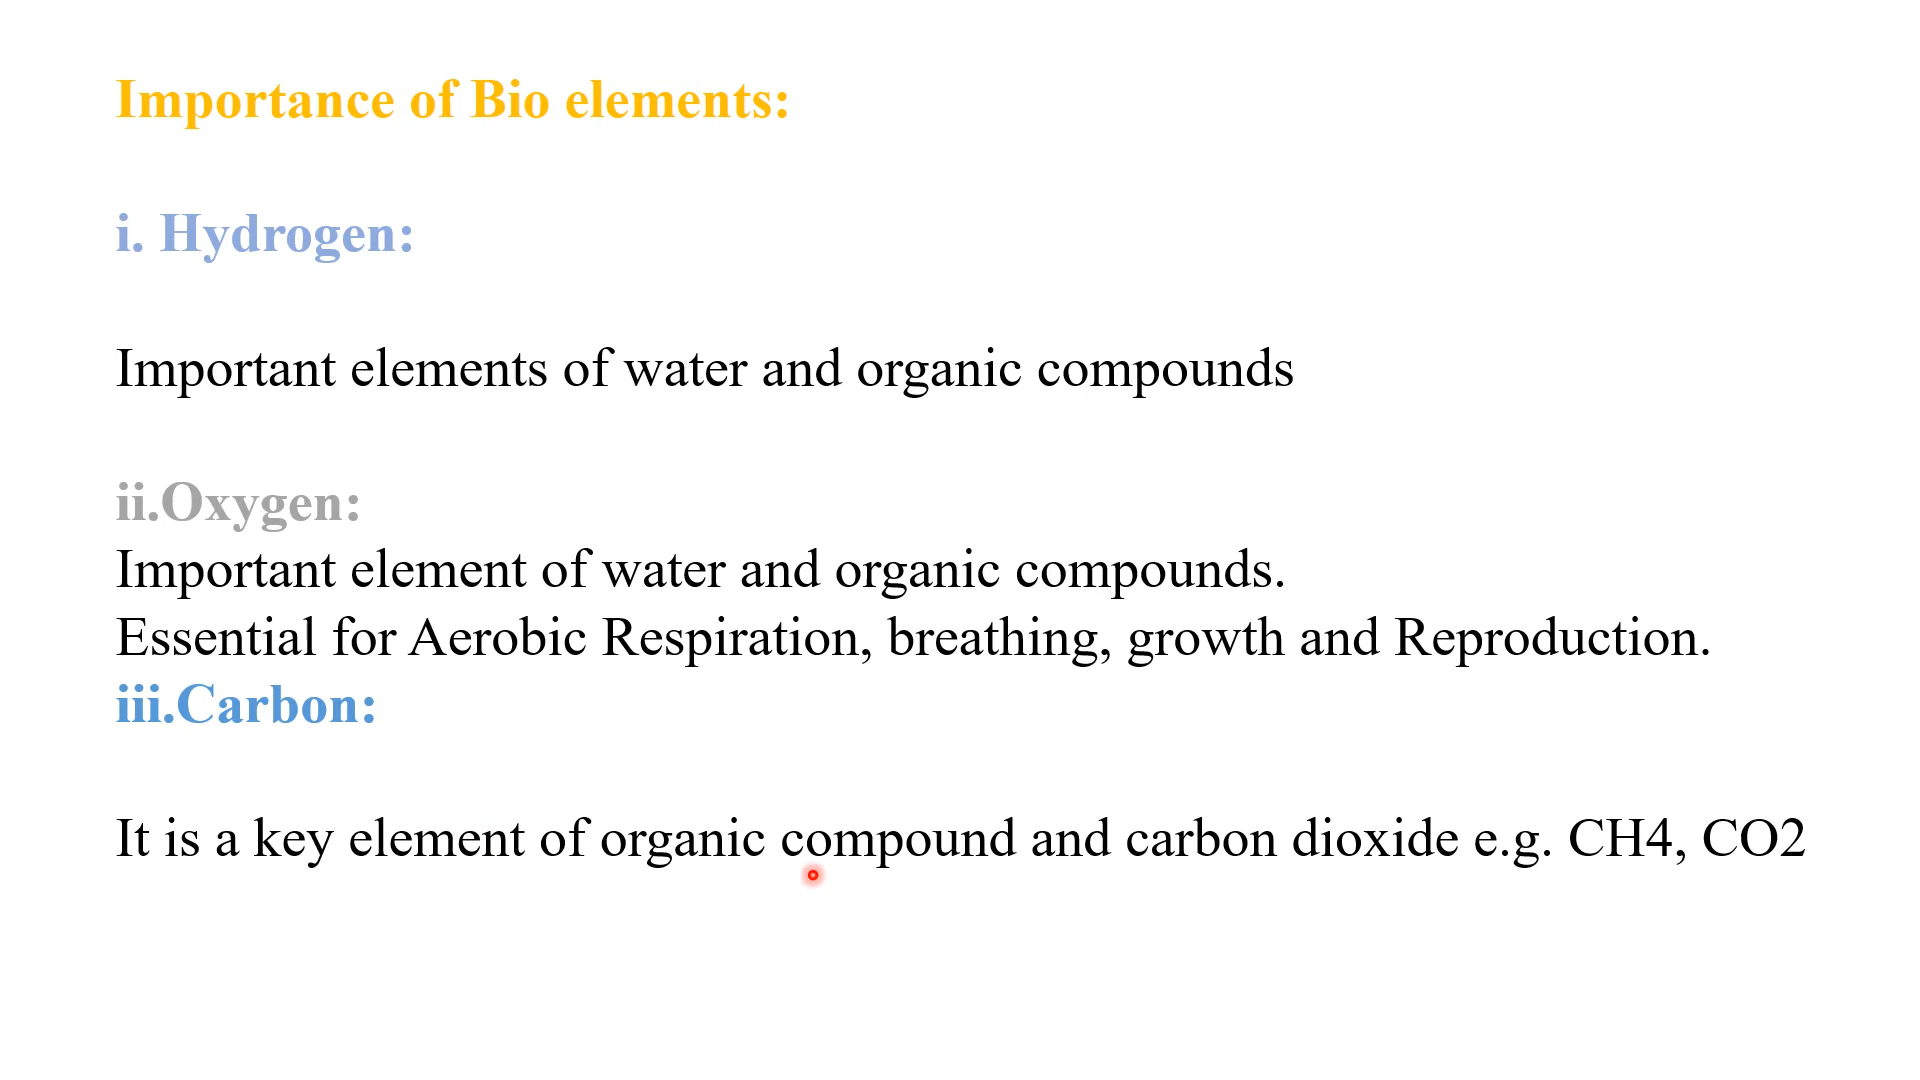 Importance of Bio elements:
i. Hydrogen:
Important elements of water and organic compounds
ii.Oxygen:
Important element of water and organic compounds.
Essential for Aerobic Respiration, breathing, growth and Reproduction.
iii.Carbon:
It is a key element of organic compound and carbon dioxide e.g. CH4, CO2